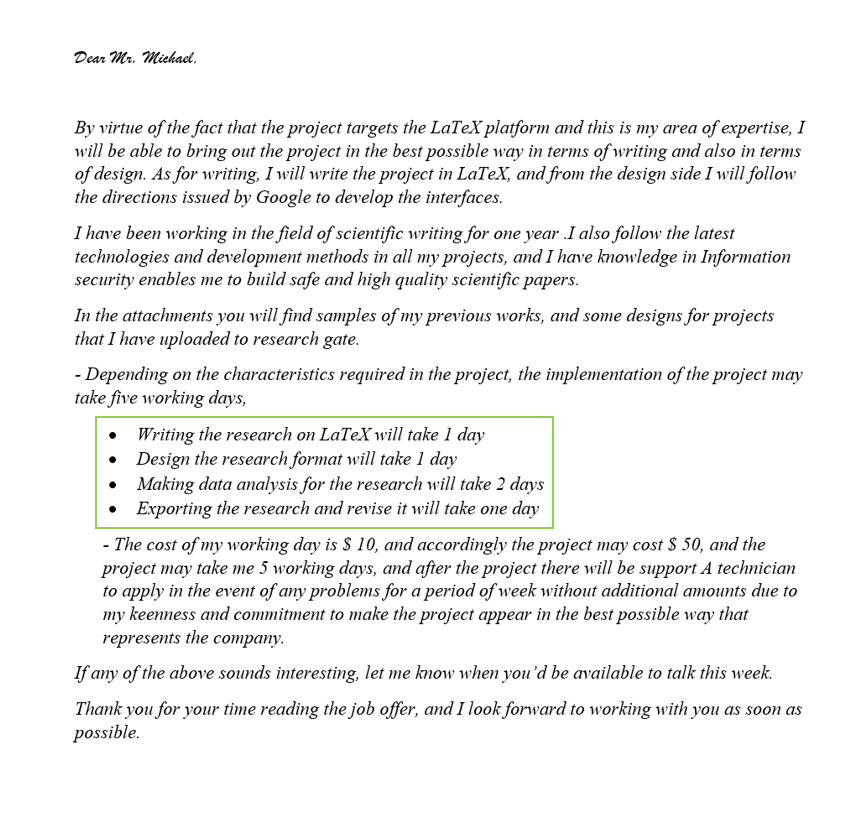 Dear Mr. Michael,
By virtue of the fact that the project targets the LaTeX platform and this is my area of expertise, I
will be able to bring out the project in the best possible way in terms of writing and also in terms
of design. As for writing, I will write the project in LaTeX, and from the design side I will follow
the directions issued by Google to develop the interfaces.
I have been working in the field of scientific writing for one year .I also follow the latest
technologies and development methods in all my projects, and I have knowledge in Information
security enables me to build safe and high quality scientific papers.
In the attachments you will find samples of my previous works, and some designs for projects
that I have uploaded to research gate.
- Depending on the characteristics required in the project, the implementation of the project may
take five working days,
• Writing the research on LaTeX will take 1 day
• Design the research format will take 1 day
• Making data analysis for the research will take 2 days
• Exporting the research and revise it will take one day
- The cost of my working day is $ 10, and accordingly the project may cost $ 50, and the
project may take me 5 working days, and after the project there will be support A technician
to apply in the event of any problems for a period of week without additional amounts due to
my keenness and commitment to make the project appear in the best possible way that
represents the company.
If any of the above sounds interesting, let me know when you’d be available to talk this week.
Thank you for your time reading the job offer, and I look forward to working with you as soon as
possible.